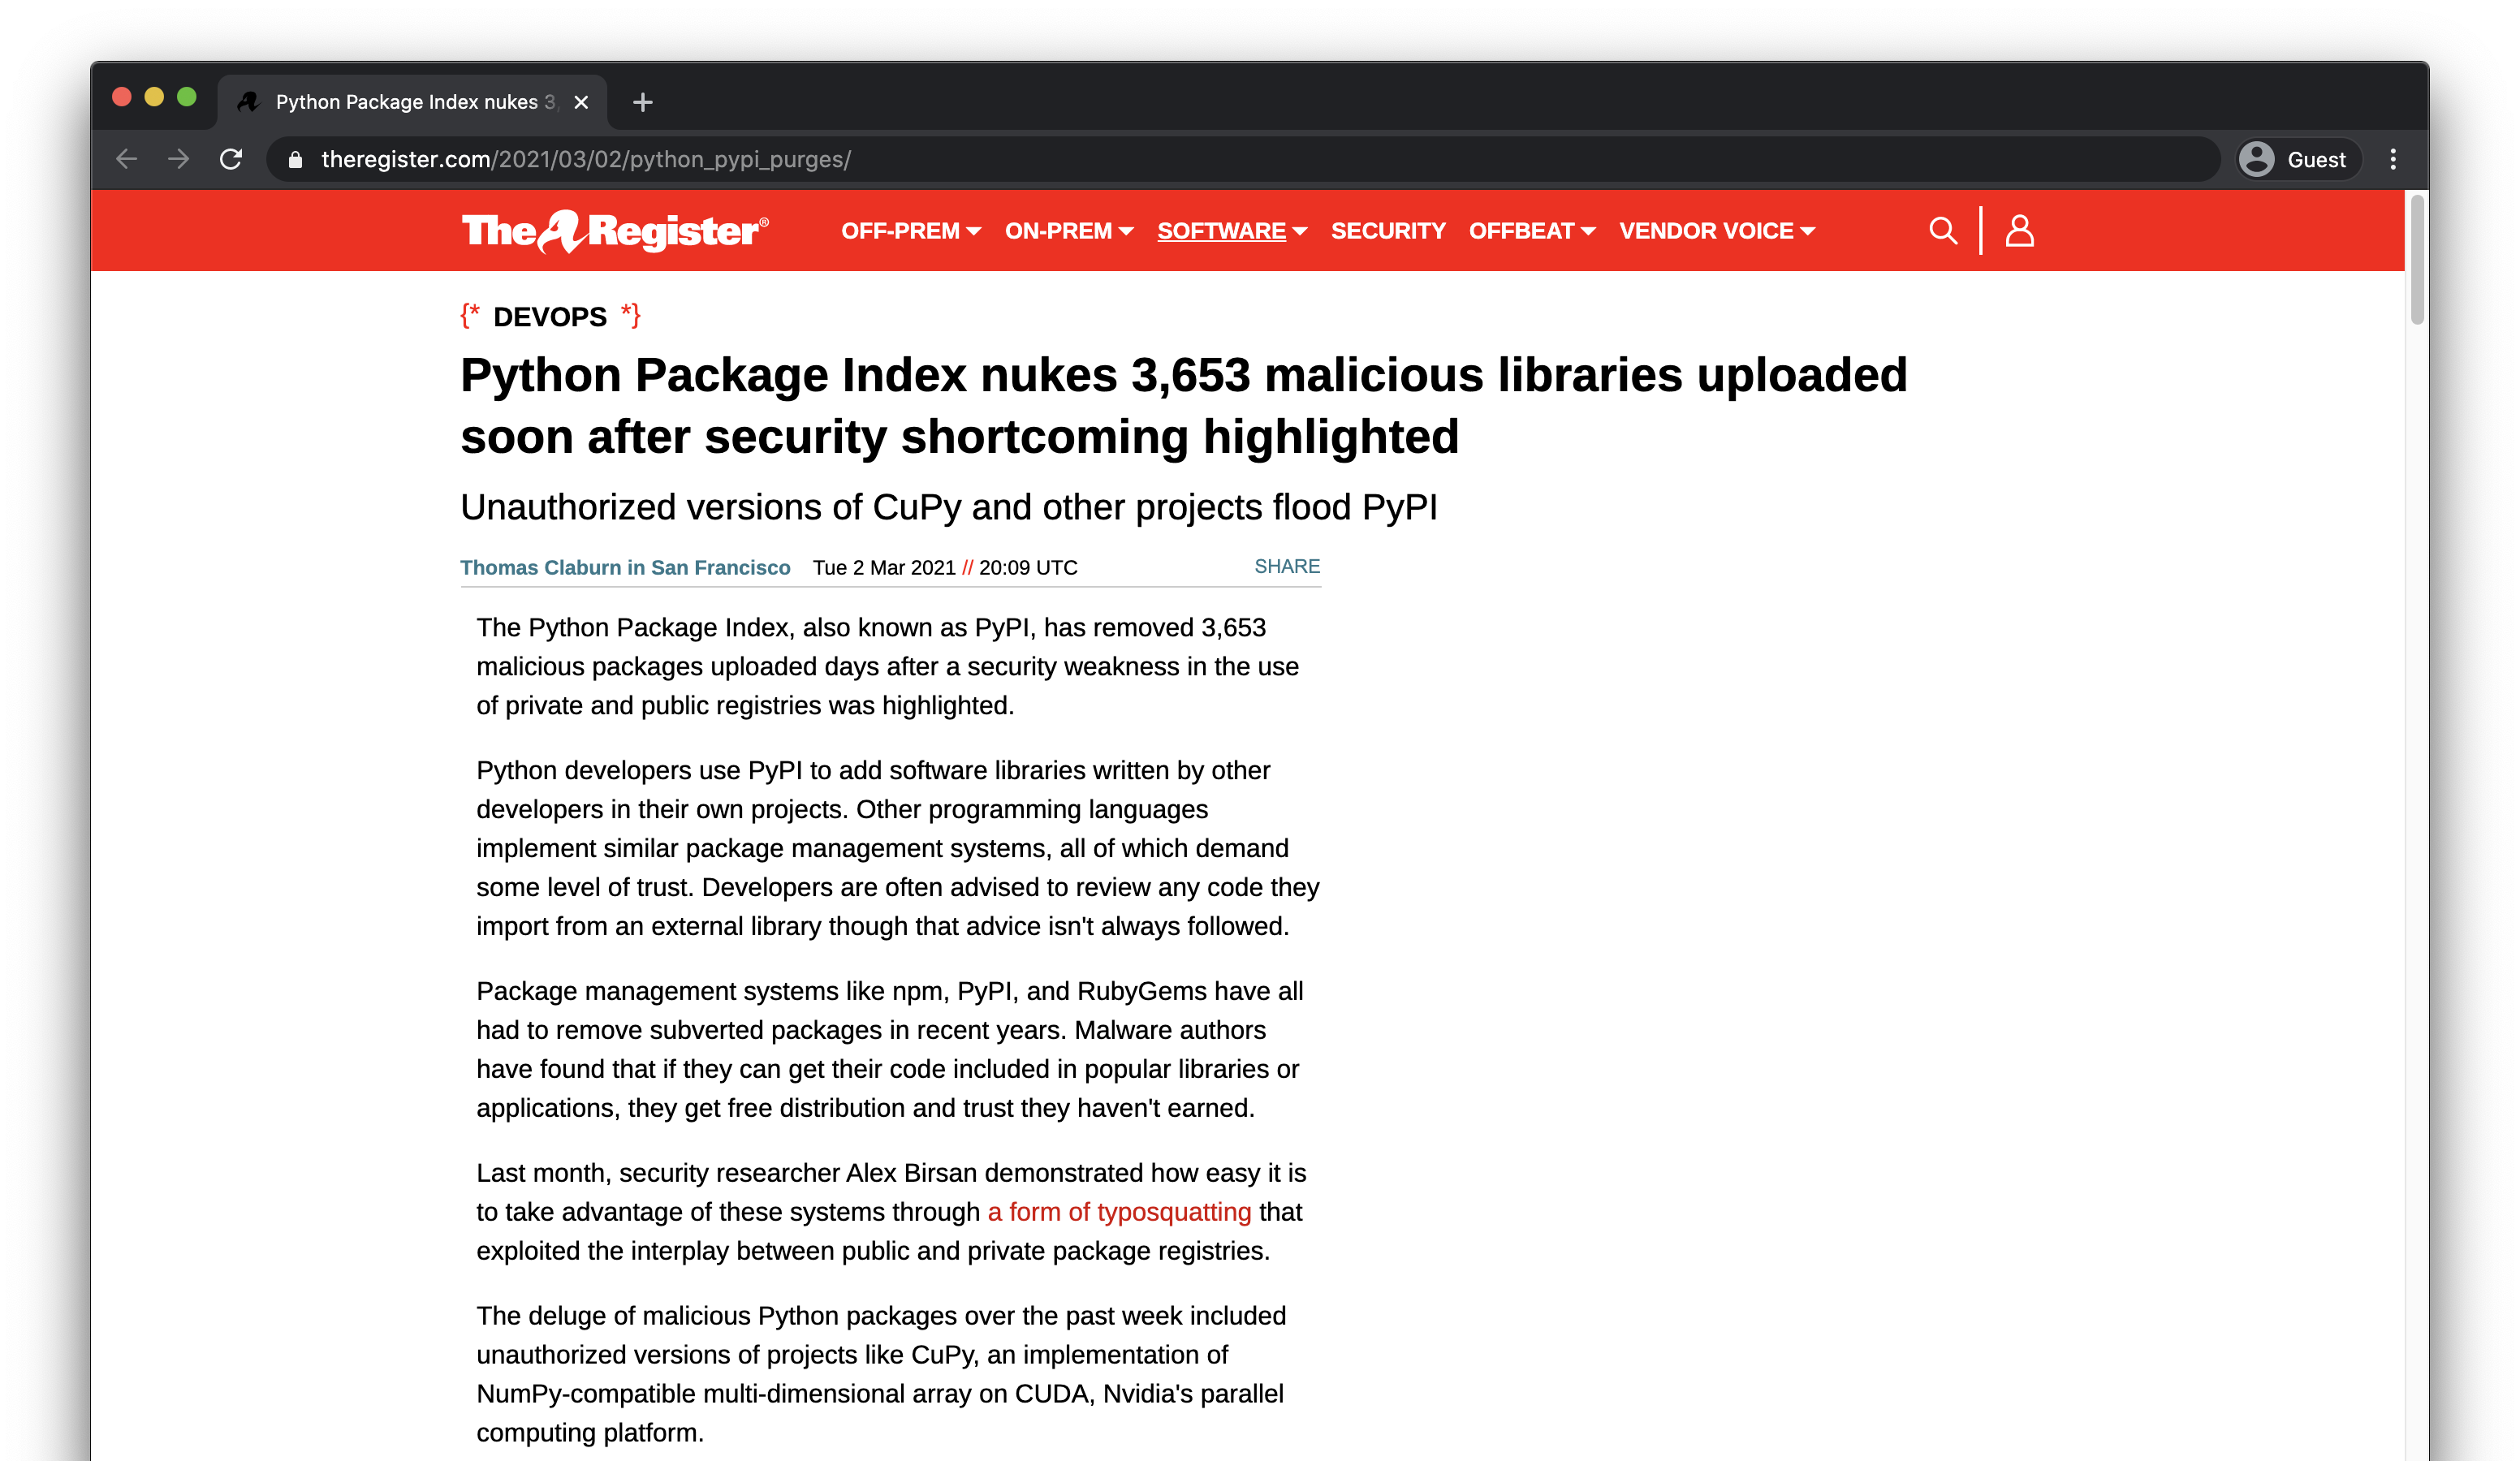 Python Package Index nukes 3,
theregister.com/2021/03/02/python_pypi_purges/
Guest
The Register®
OFF-PREM ON-PREM SOFTWARE SECURITY OFFBEAT VENDOR VOICE
{* DEVOPS *}
Python Package Index nukes 3,653 malicious libraries uploaded
soon after security shortcoming highlighted
Unauthorized versions of CuPy and other projects flood PyPI
Thomas Claburn in San Francisco Tue 2 Mar 2021 // 20:09 UTC SHARE
The Python Package Index, also known as PyPI, has removed 3,653
malicious packages uploaded days after a security weakness in the use
of private and public registries was highlighted.
Python developers use PyPI to add software libraries written by other
developers in their own projects. Other programming languages
implement similar package management systems, all of which demand
some level of trust. Developers are often advised to review any code they
import from an external library though that advice isn't always followed.
Package management systems like npm, PyPI, and RubyGems have all
had to remove subverted packages in recent years. Malware authors
have found that if they can get their code included in popular libraries or
applications, they get free distribution and trust they haven't earned.
Last month, security researcher Alex Birsan demonstrated how easy it is
to take advantage of these systems through a form of typosquatting that
exploited the interplay between public and private package registries.
The deluge of malicious Python packages over the past week included
unauthorized versions of projects like CuPy, an implementation of
NumPy-compatible multi-dimensional array on CUDA, Nvidia's parallel
computing platform.